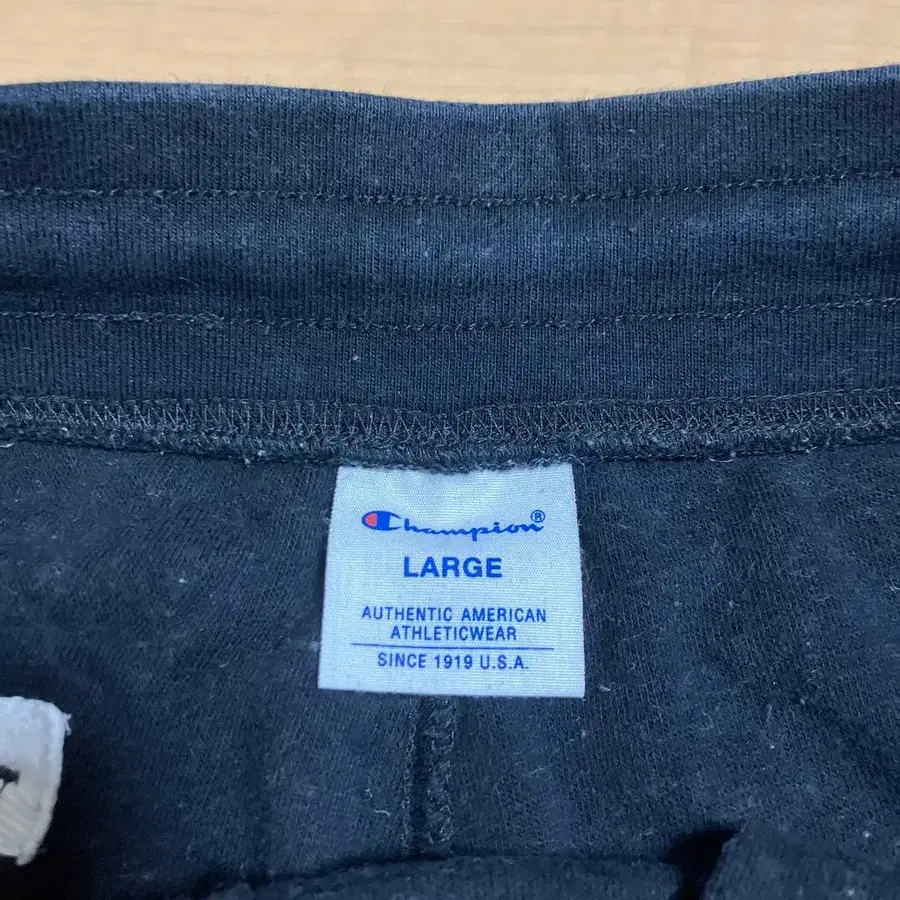 Champion®
LARGE
AUTHENTIC AMERICAN
ATHLETICWEAR
SINCE 1919 U.S.A.